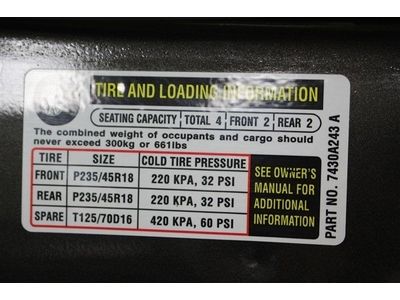 TIRE AND LOADING INFORMATION
SEATING CAPACITY TOTAL 4 FRONT 2 REAR 2
The combined weight of occupants and cargo should
never exceed 300kg or 661lbs
TIRE SIZE COLD TIRE PRESSURE
FRONT P235/45R18 220 KPA, 32 PSI
REAR P235/45R18 220 KPA, 32 PSI
SPARE T125/70D16 420 KPA, 60 PSI
SEE OWNER'S
MANUAL FOR
ADDITIONAL
INFORMATION
PART NO. 7430A243 A